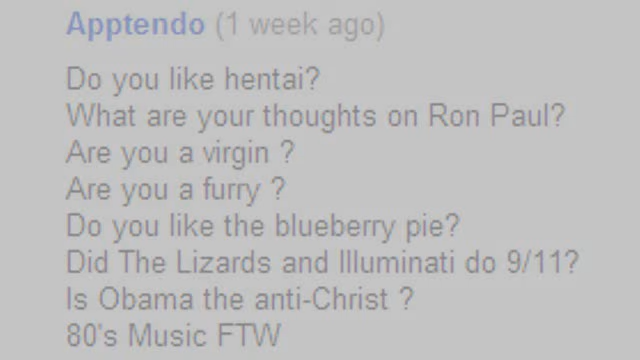 Apptendo (1 week ago)
Do you like hentai?
What are your thoughts on Ron Paul?
Are you a virgin ?
Are you a furry ?
Do you like the blueberry pie?
Did The Lizards and Illuminati do 9/11?
Is Obama the anti-Christ ?
80's Music FTW